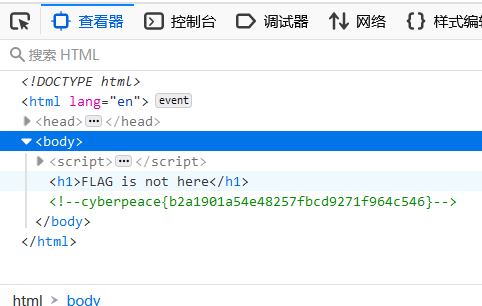 查看器 控制台 调试器 网络 {} 样式编辑
搜索 HTML
<!DOCTYPE html>
<html lang="en"> event
<head> ... </head>
<body>
<script> ... </script>
<h1>FLAG is not here</h1>
<!--cyberpeace{b2a1901a54e48257fbcd9271f964c546}-->
</body>
</html>
html > body